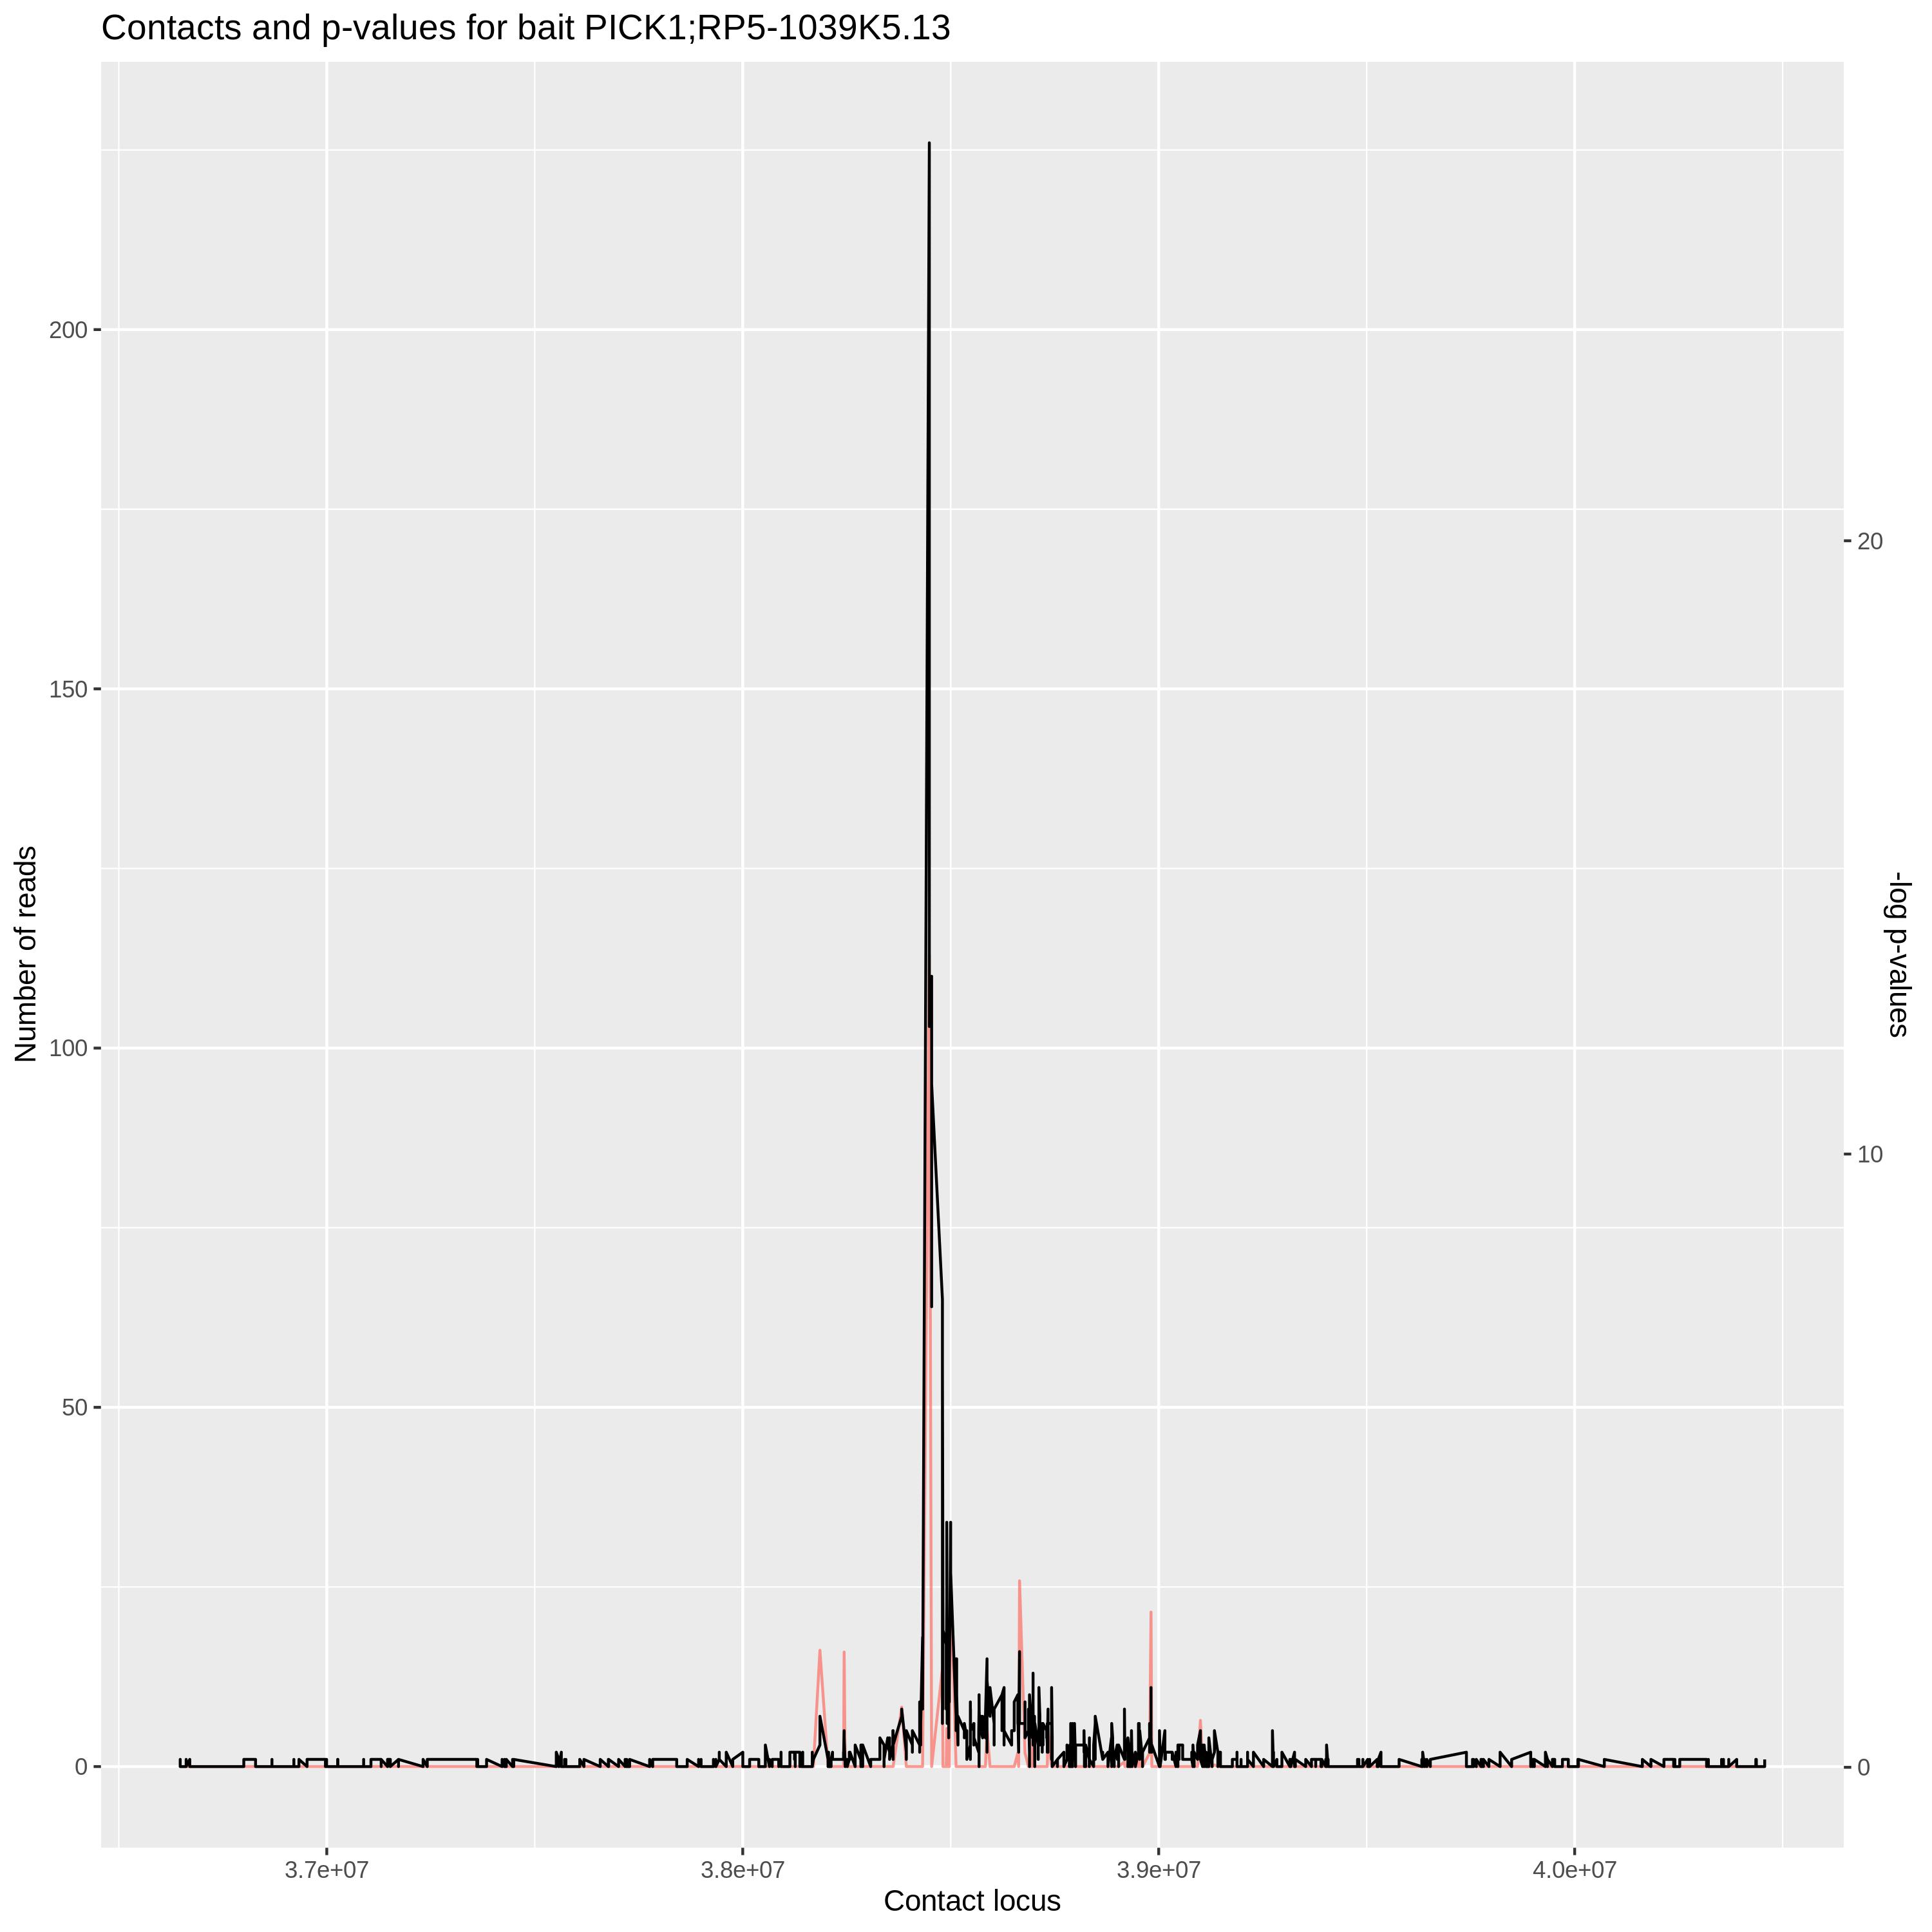 Contacts and p-values for bait PICK1;RP5-1039K5.13
200
150
100
50
0
Number of reads
20
10
0
-log p-values
3.7e+07
3.8e+07
3.9e+07
4.0e+07
Contact locus